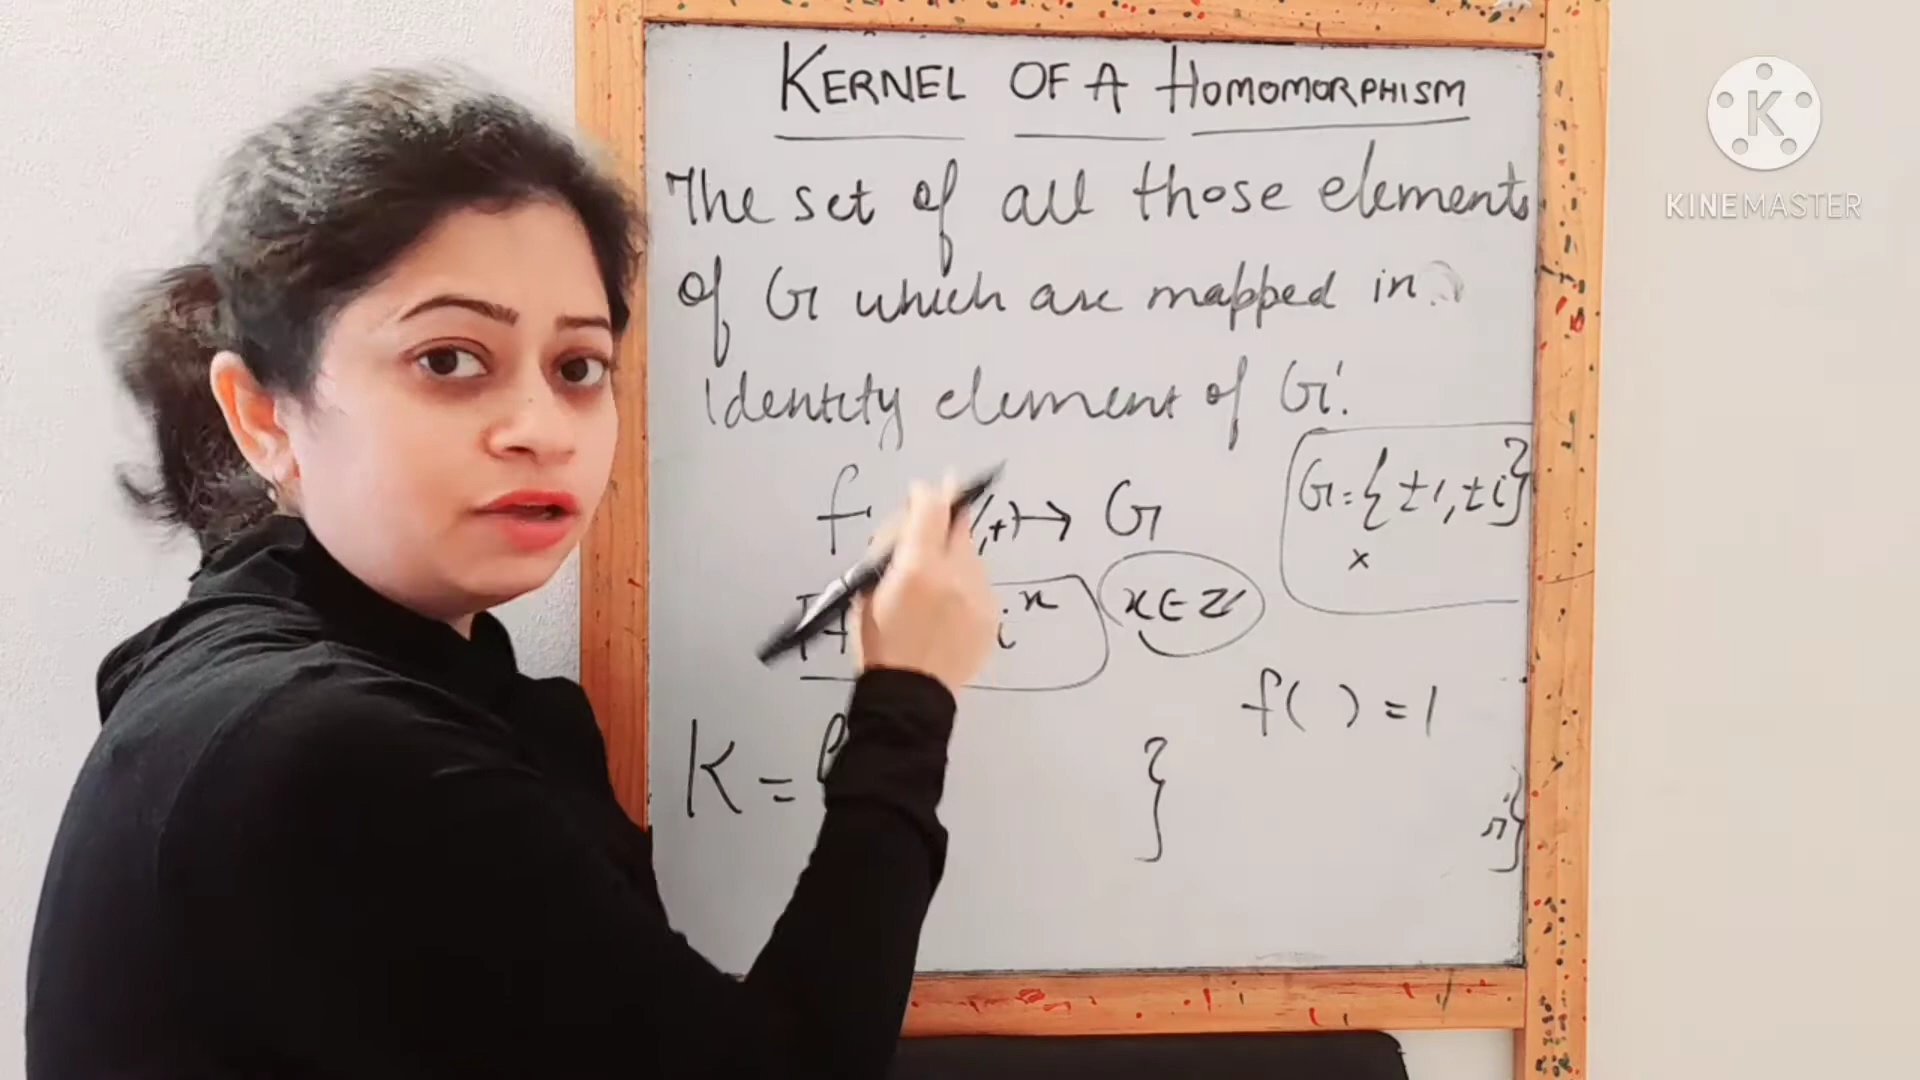 KERNEL OF A HOMOMORPHISM
The set of all those elements
of G which are mapped in
Identity element of G'.
f ,+) → G
G = { ±1, ±i}
×
i^x x ∈ Z
f( ) = 1
K = { }
K
KINEMASTER